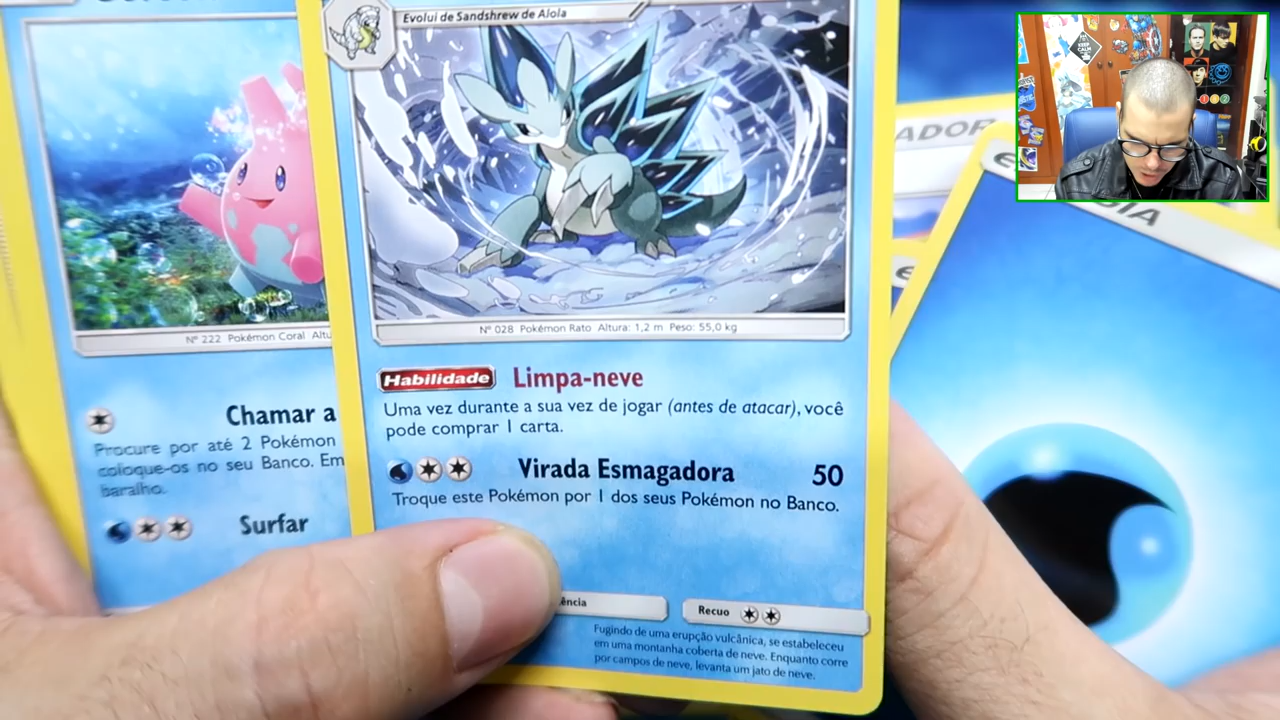 Evolui de Sandshrew de Alola
Nº 028 Pokémon Rato Altura: 1,2 m Peso: 55,0 kg
Habilidade Limpa-neve
Uma vez durante a sua vez de jogar (antes de atacar), você
pode comprar 1 carta.
Virada Esmagadora 50
Troque este Pokémon por 1 dos seus Pokémon no Banco.
Recuo
Fugindo de uma erupção vulcânica, se estabeleceu
em uma montanha coberta de neve. Enquanto corre
por campos de neve, levanta um jato de neve.
Nº 222 Pokémon Coral
Chamar a
Procure por até 2 Pokémon
coloque-os no seu Banco. Em
baralho.
Surfar
ADOR
KEEP
CALM